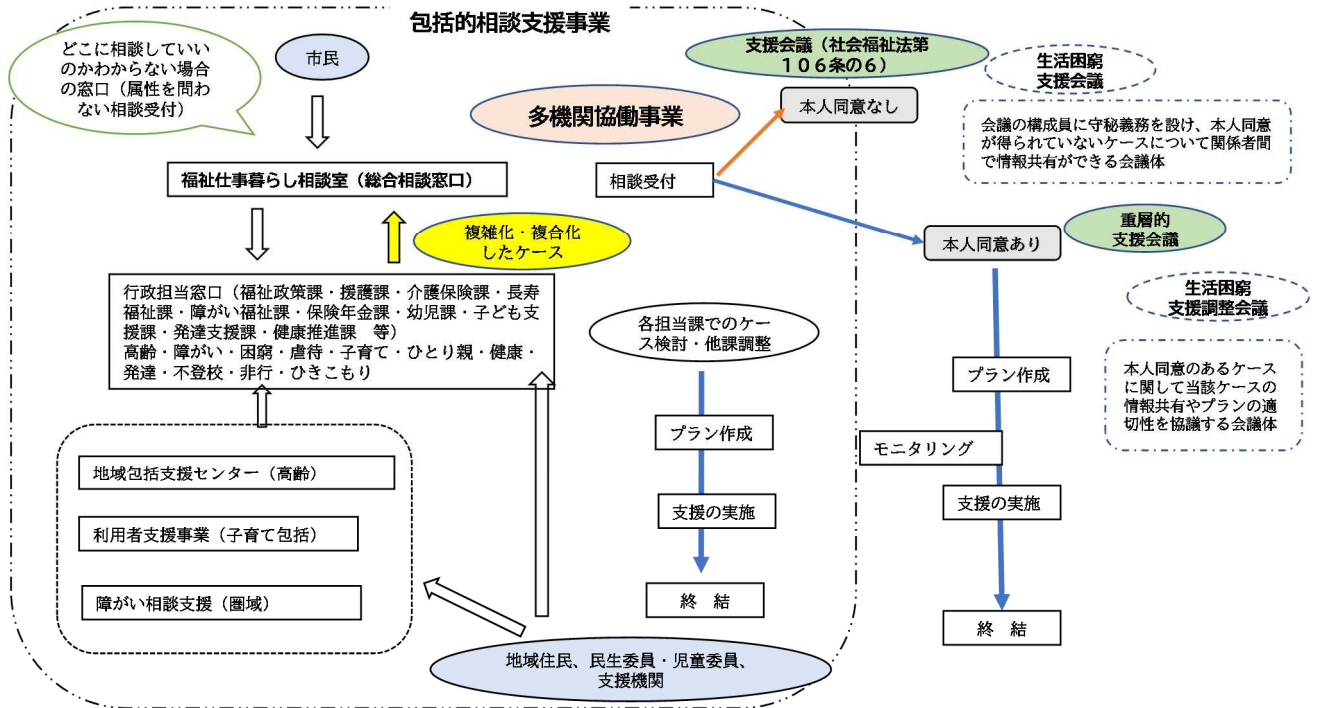 包括的相談支援事業
どこに相談していい
のかわからない場合
の窓口（属性を問わ
ない相談受付）
市民
支援会議（社会福祉法第
１０６条の６）
生活困窮
支援会議
多機関協働事業
本人同意なし
会議の構成員に守秘義務を設け、本人同意
が得られていないケースについて関係者間
で情報共有ができる会議体
福祉仕事暮らし相談室（総合相談窓口）
相談受付
複雑化・複合化
したケース
本人同意あり
重層的
支援会議
行政担当窓口（福祉政策課・援護課・介護保険課・長寿
福祉課・障がい福祉課・保険年金課・幼児課・子ども支
援課・発達支援課・健康推進課　等）
高齢・障がい・困窮・虐待・子育て・ひとり親・健康・
発達・不登校・非行・ひきこもり
各担当課でのケー
ス検討・他課調整
生活困窮
支援調整会議
プラン作成
本人同意のあるケース
に関して当該ケースの
情報共有やプランの適
切性を協議する会議体
プラン作成
モニタリング
地域包括支援センター（高齢）
支援の実施
支援の実施
利用者支援事業（子育て包括）
障がい相談支援（圏域）
終　結
終　結
地域住民、民生委員・児童委員、
支援機関